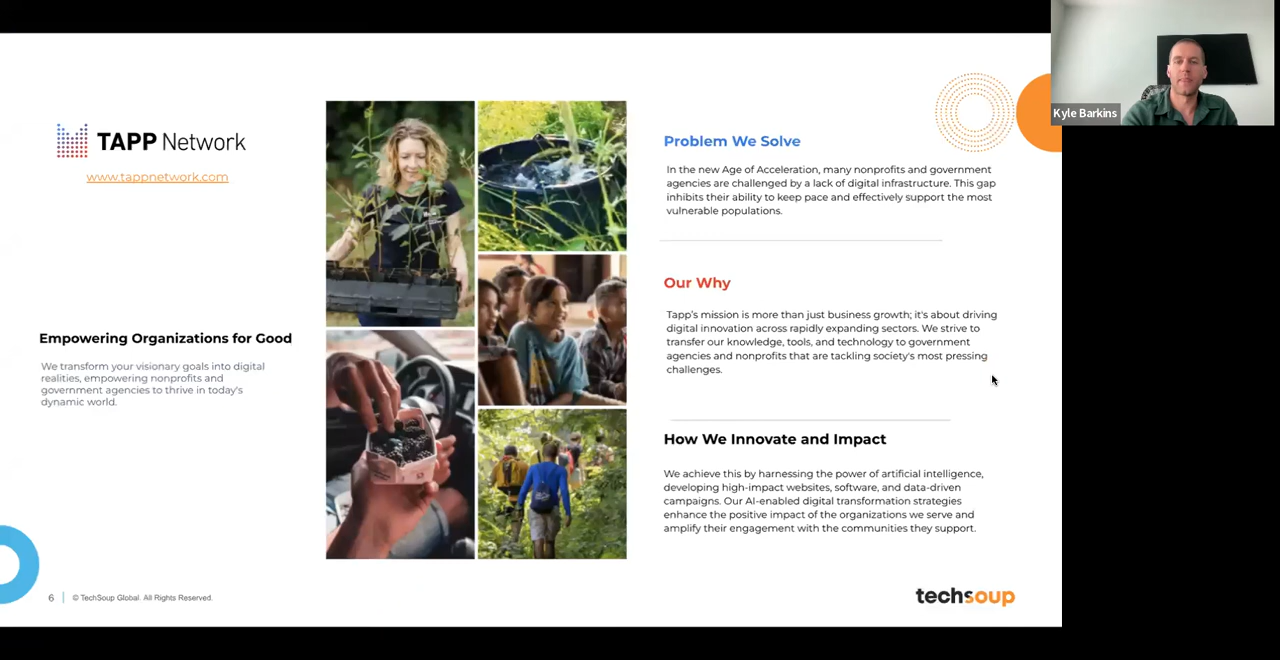 TAPP Network
www.tappnetwork.com
Empowering Organizations for Good
We transform your visionary goals into digital
realities, empowering nonprofits and
government agencies to thrive in today's
dynamic world.
Problem We Solve
In the new Age of Acceleration, many nonprofits and government
agencies are challenged by a lack of digital infrastructure. This gap
inhibits their ability to keep pace and effectively support the most
vulnerable populations.
Our Why
Tapp's mission is more than just business growth; it's about driving
digital innovation across rapidly expanding sectors. We strive to
transfer our knowledge, tools, and technology to government
agencies and nonprofits that are tackling society's most pressing
challenges.
How We Innovate and Impact
We achieve this by harnessing the power of artificial intelligence,
developing high-impact websites, software, and data-driven
campaigns. Our AI-enabled digital transformation strategies
enhance the positive impact of the organizations we serve and
amplify their engagement with the communities they support.
6 | © TechSoup Global. All Rights Reserved.
techsoup
Kyle Barkins